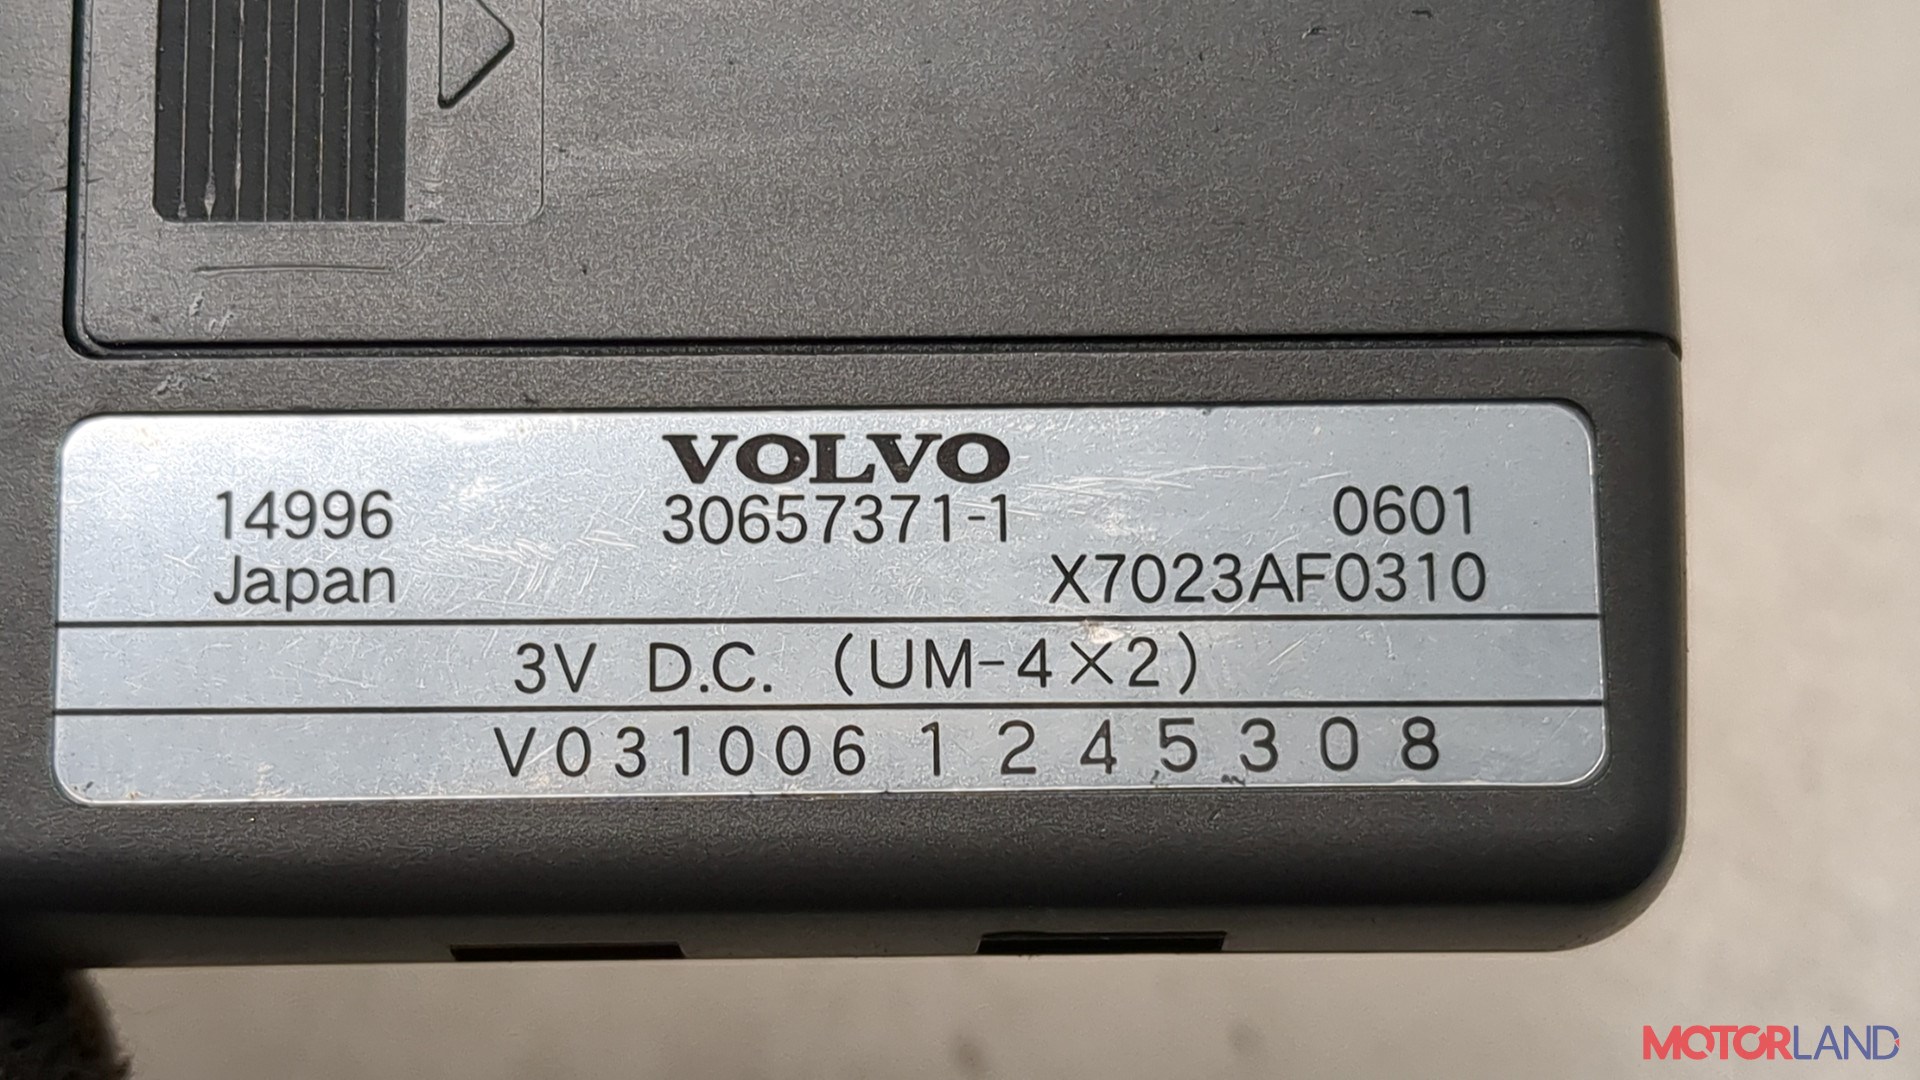 VOLVO
14996 30657371-1 0601
Japan X7023AF0310
3V D.C. (UM-4×2)
V031006 1 2 4 5 3 0 8
MOTORLAND